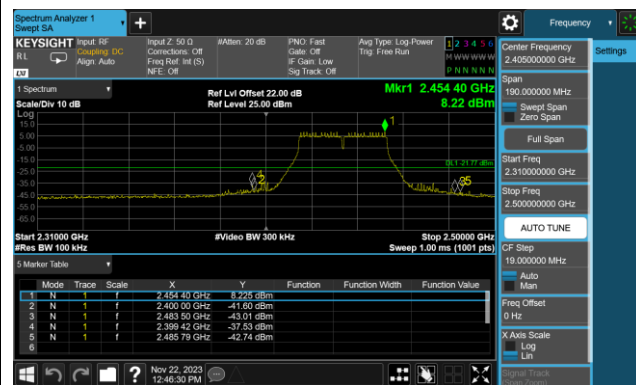 Spectrum Analyzer 1
Swept SA
Frequency
KEYSIGHT
RL
LXI
Input: RF
Coupling: DC
Align: Auto
Input Z: 50 Ω
Corrections: Off
Freq Ref: Int (S)
NFE: Off
#Atten: 20 dB
PNO: Fast
Gate: Off
IF Gain: Low
Sig Track: Off
Avg Type: Log-Power
Trig: Free Run
1 2 3 4 5 6
M W W W W W
P N N N N N
1 Spectrum
Scale/Div 10 dB
Ref Lvl Offset 22.00 dB
Ref Level 25.00 dBm
Mkr1 2.454 40 GHz
8.22 dBm
Log
15.0
5.00
-5.00
-15.0
-25.0
-35.0
-45.0
-55.0
-65.0
1
DL1 -21.77 dBm
Start 2.31000 GHz
#Res BW 100 kHz
#Video BW 300 kHz
Stop 2.50000 GHz
Sweep 1.00 ms (1001 pts)
5 Marker Table
Mode Trace Scale X Y Function Function Width Function Value
1 N 1 f 2.454 40 GHz 8.225 dBm
2 N 1 f 2.400 00 GHz -41.60 dBm
3 N 1 f 2.483 50 GHz -43.01 dBm
4 N 1 f 2.399 42 GHz -37.53 dBm
5 N 1 f 2.485 79 GHz -42.74 dBm
6
Nov 22, 2023
12:46:30 PM
Center Frequency
2.405000000 GHz
Settings
Span
190.000000 MHz
Swept Span
Zero Span
Full Span
Start Freq
2.310000000 GHz
Stop Freq
2.500000000 GHz
AUTO TUNE
CF Step
19.000000 MHz
Auto
Man
Freq Offset
0 Hz
X Axis Scale
Log
Lin
Signal Track
(Span Zoom)